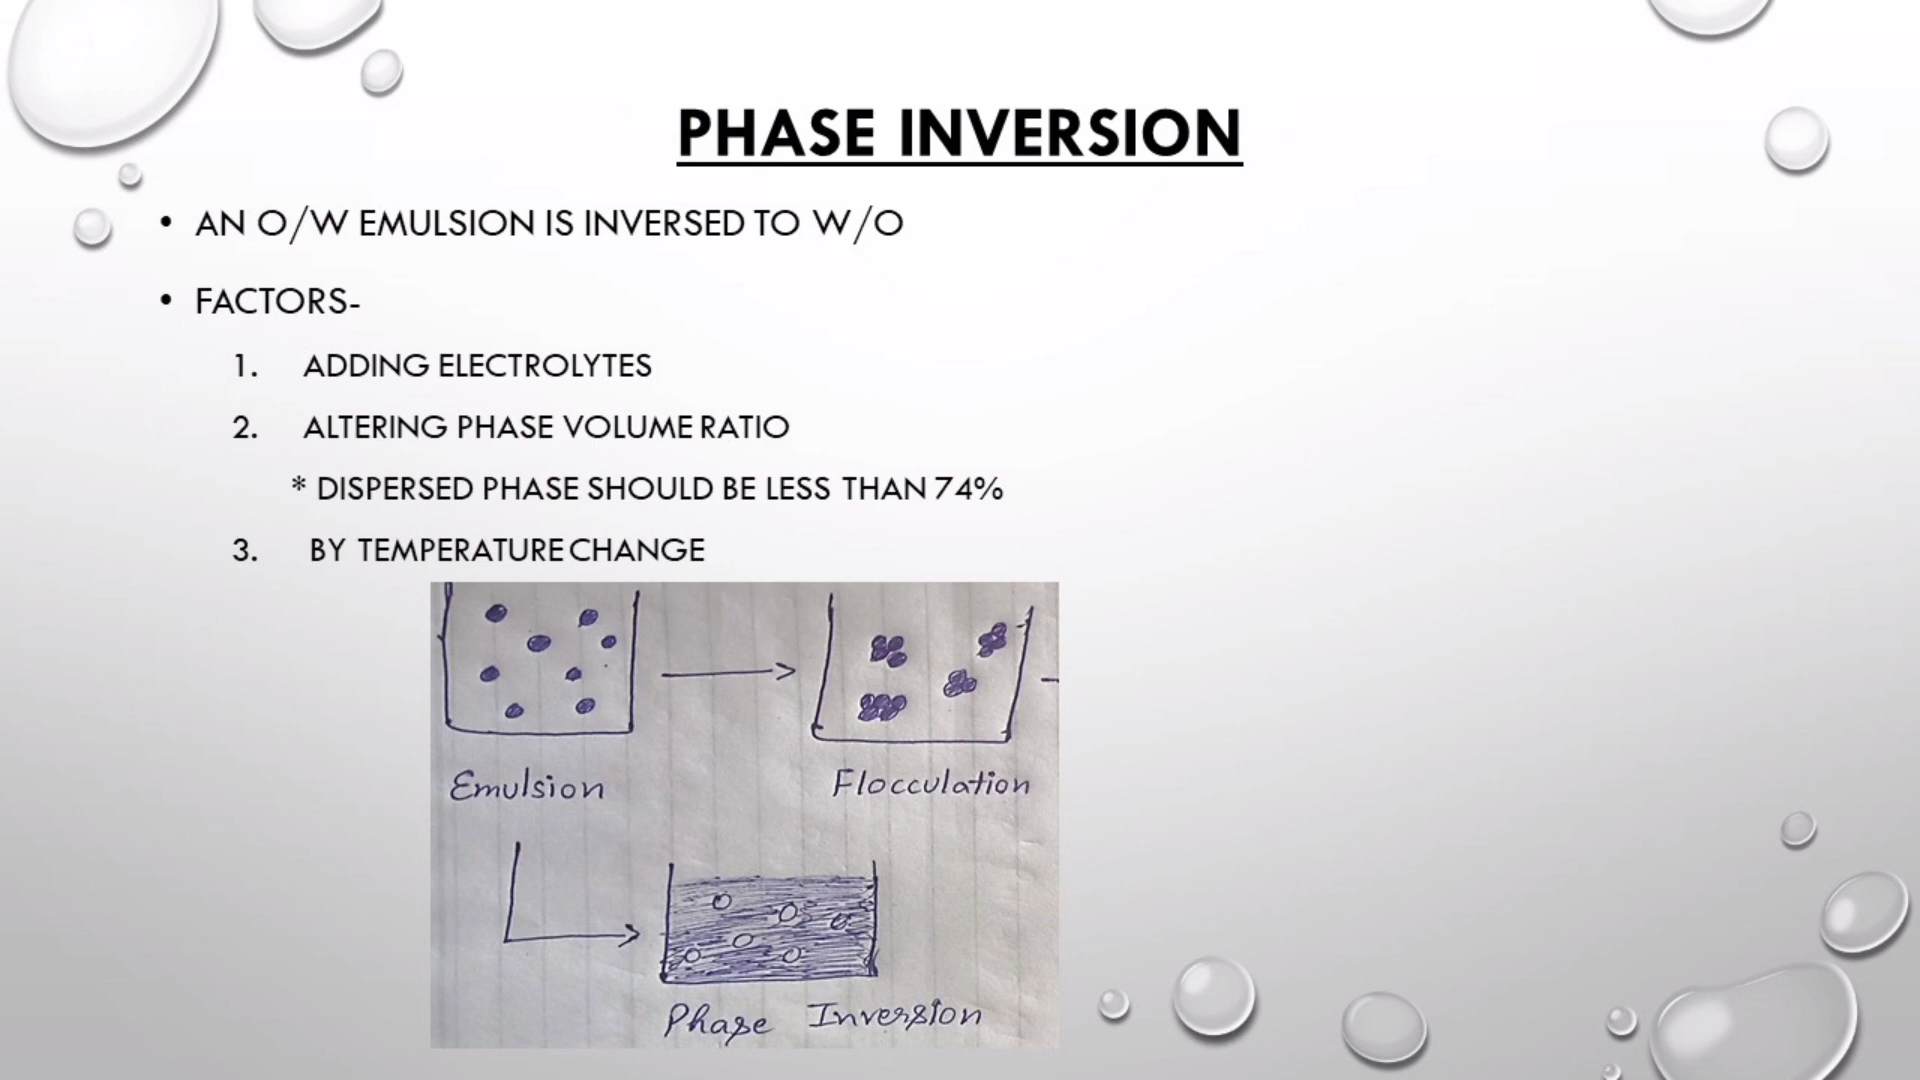 PHASE INVERSION
• AN O/W EMULSION IS INVERSED TO W/O
• FACTORS-
1. ADDING ELECTROLYTES
2. ALTERING PHASE VOLUME RATIO
* DISPERSED PHASE SHOULD BE LESS THAN 74%
3. BY TEMPERATURE CHANGE
Emulsion
Flocculation
Phase Inversion